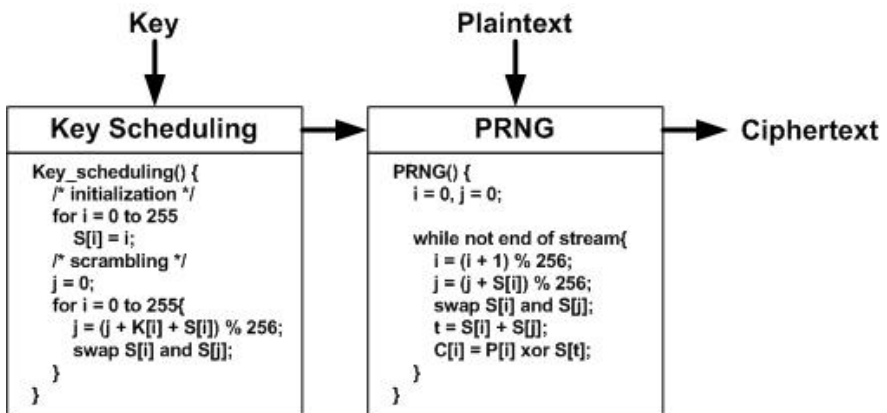 Key
Plaintext
Key Scheduling
PRNG
Ciphertext
Key_scheduling() {
/* initialization */
for i = 0 to 255
S[i] = i;
/* scrambling */
j = 0;
for i = 0 to 255{
j = (j + K[i] + S[i]) % 256;
swap S[i] and S[j];
}
}
PRNG() {
i = 0, j = 0;
while not end of stream{
i = (i + 1) % 256;
j = (j + S[i]) % 256;
swap S[i] and S[j];
t = S[i] + S[j];
C[i] = P[i] xor S[t];
}
}